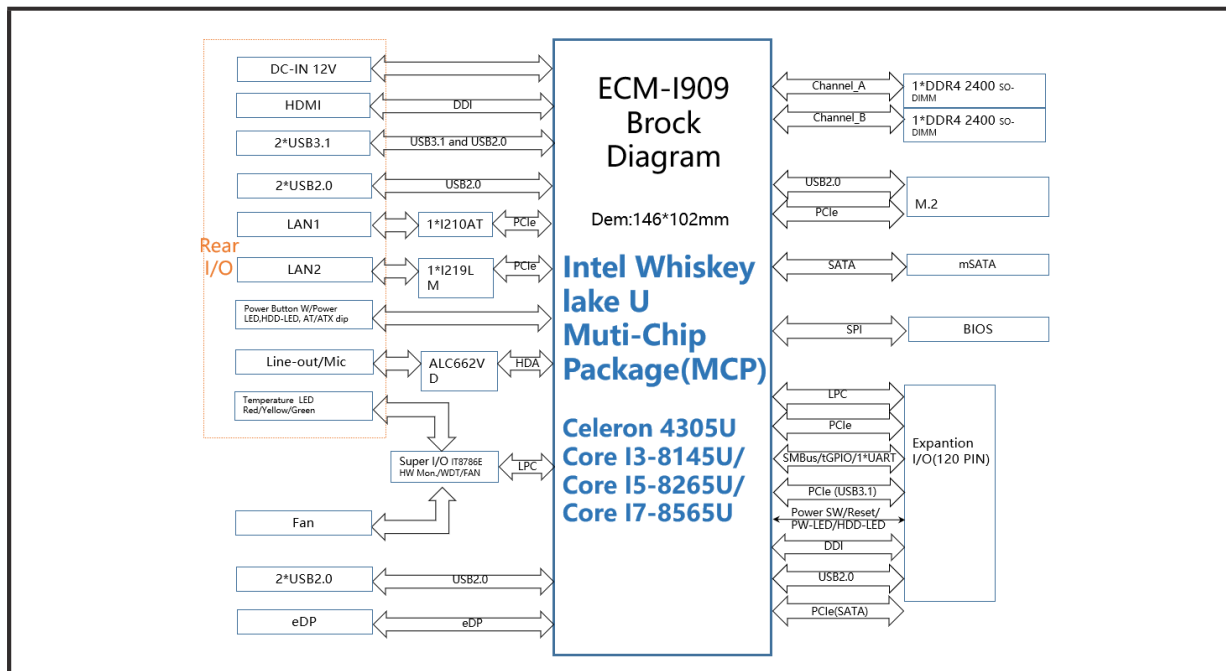 DC-IN 12V
HDMI
DDI
2*USB3.1
USB3.1 and USB2.0
2*USB2.0
USB2.0
LAN1
1*I210AT
PCIe
Rear
I/O
LAN2
1*I219L
M
PCIe
Power Button W/Power
LED,HDD-LED, AT/ATX dip
Line-out/Mic
ALC662V
D
HDA
Temperature LED
Red/Yellow/Green
Super I/O IT8786E
HW Mon./WDT/FAN
LPC
Fan
2*USB2.0
USB2.0
eDP
eDP
ECM-I909
Brock
Diagram
Dem:146*102mm
Intel Whiskey
lake U
Muti-Chip
Package(MCP)
Celeron 4305U
Core I3-8145U/
Core I5-8265U/
Core I7-8565U
Channel_A
1*DDR4 2400 SO-
DIMM
Channel_B
1*DDR4 2400 SO-
DIMM
USB2.0
M.2
PCIe
SATA
mSATA
SPI
BIOS
LPC
PCIe
Expantion
I/O(120 PIN)
SMBus/tGPIO/1*UART
PCIe (USB3.1)
Power SW/Reset/
PW-LED/HDD-LED
DDI
USB2.0
PCIe(SATA)